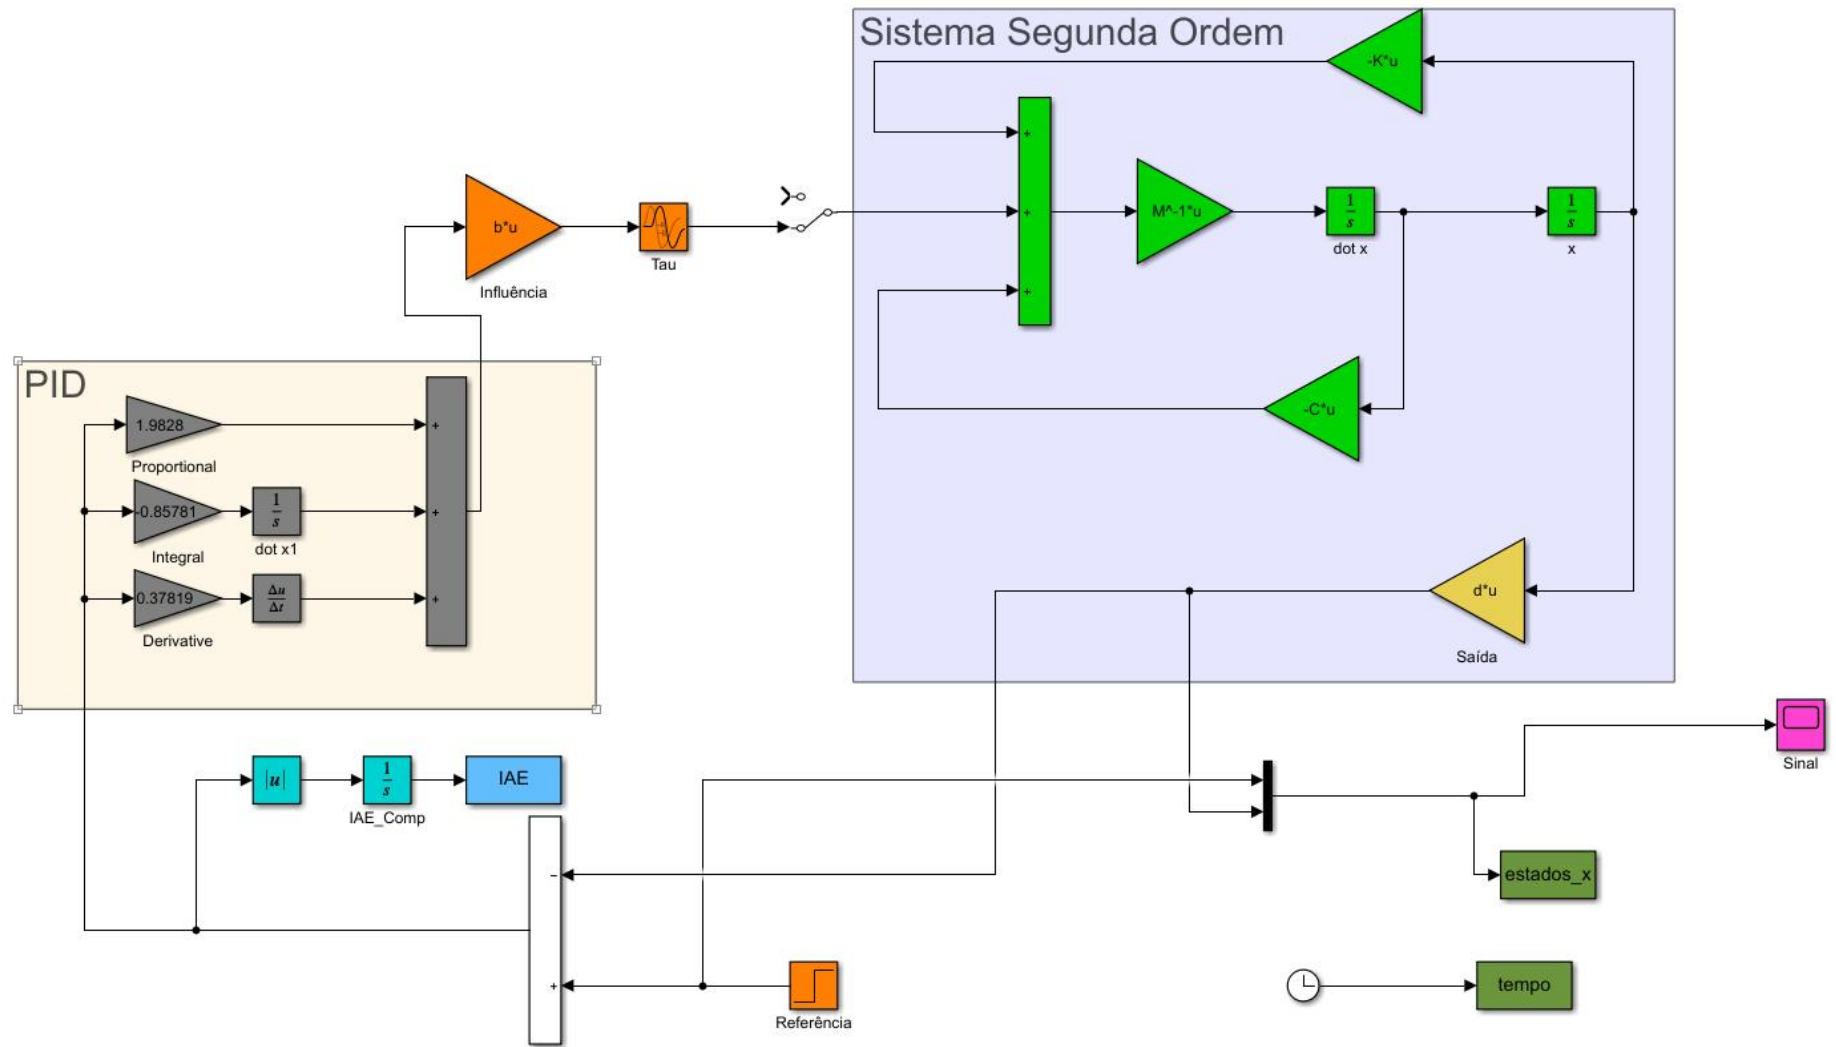 Sistema Segunda Ordem
-K*u
+
b*u
Influência
Tau
+
M^-1*u
1
s
dot x
1
s
x
+
-C*u
PID
1.9828
+
Proportional
-0.85781
1
s
+
Integral
dot x1
0.37819
Δu
Δt
+
Derivative
d*u
Saída
|u|
1
s
IAE
IAE_Comp
Sinal
−
estados_x
+
Referência
tempo